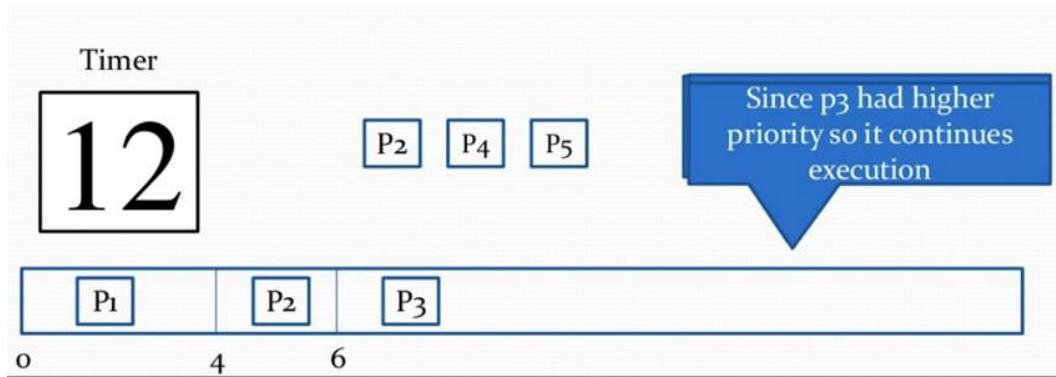 Timer
12
P2 P4 P5
Since p3 had higher
priority so it continues
execution
P1 P2 P3
0 4 6